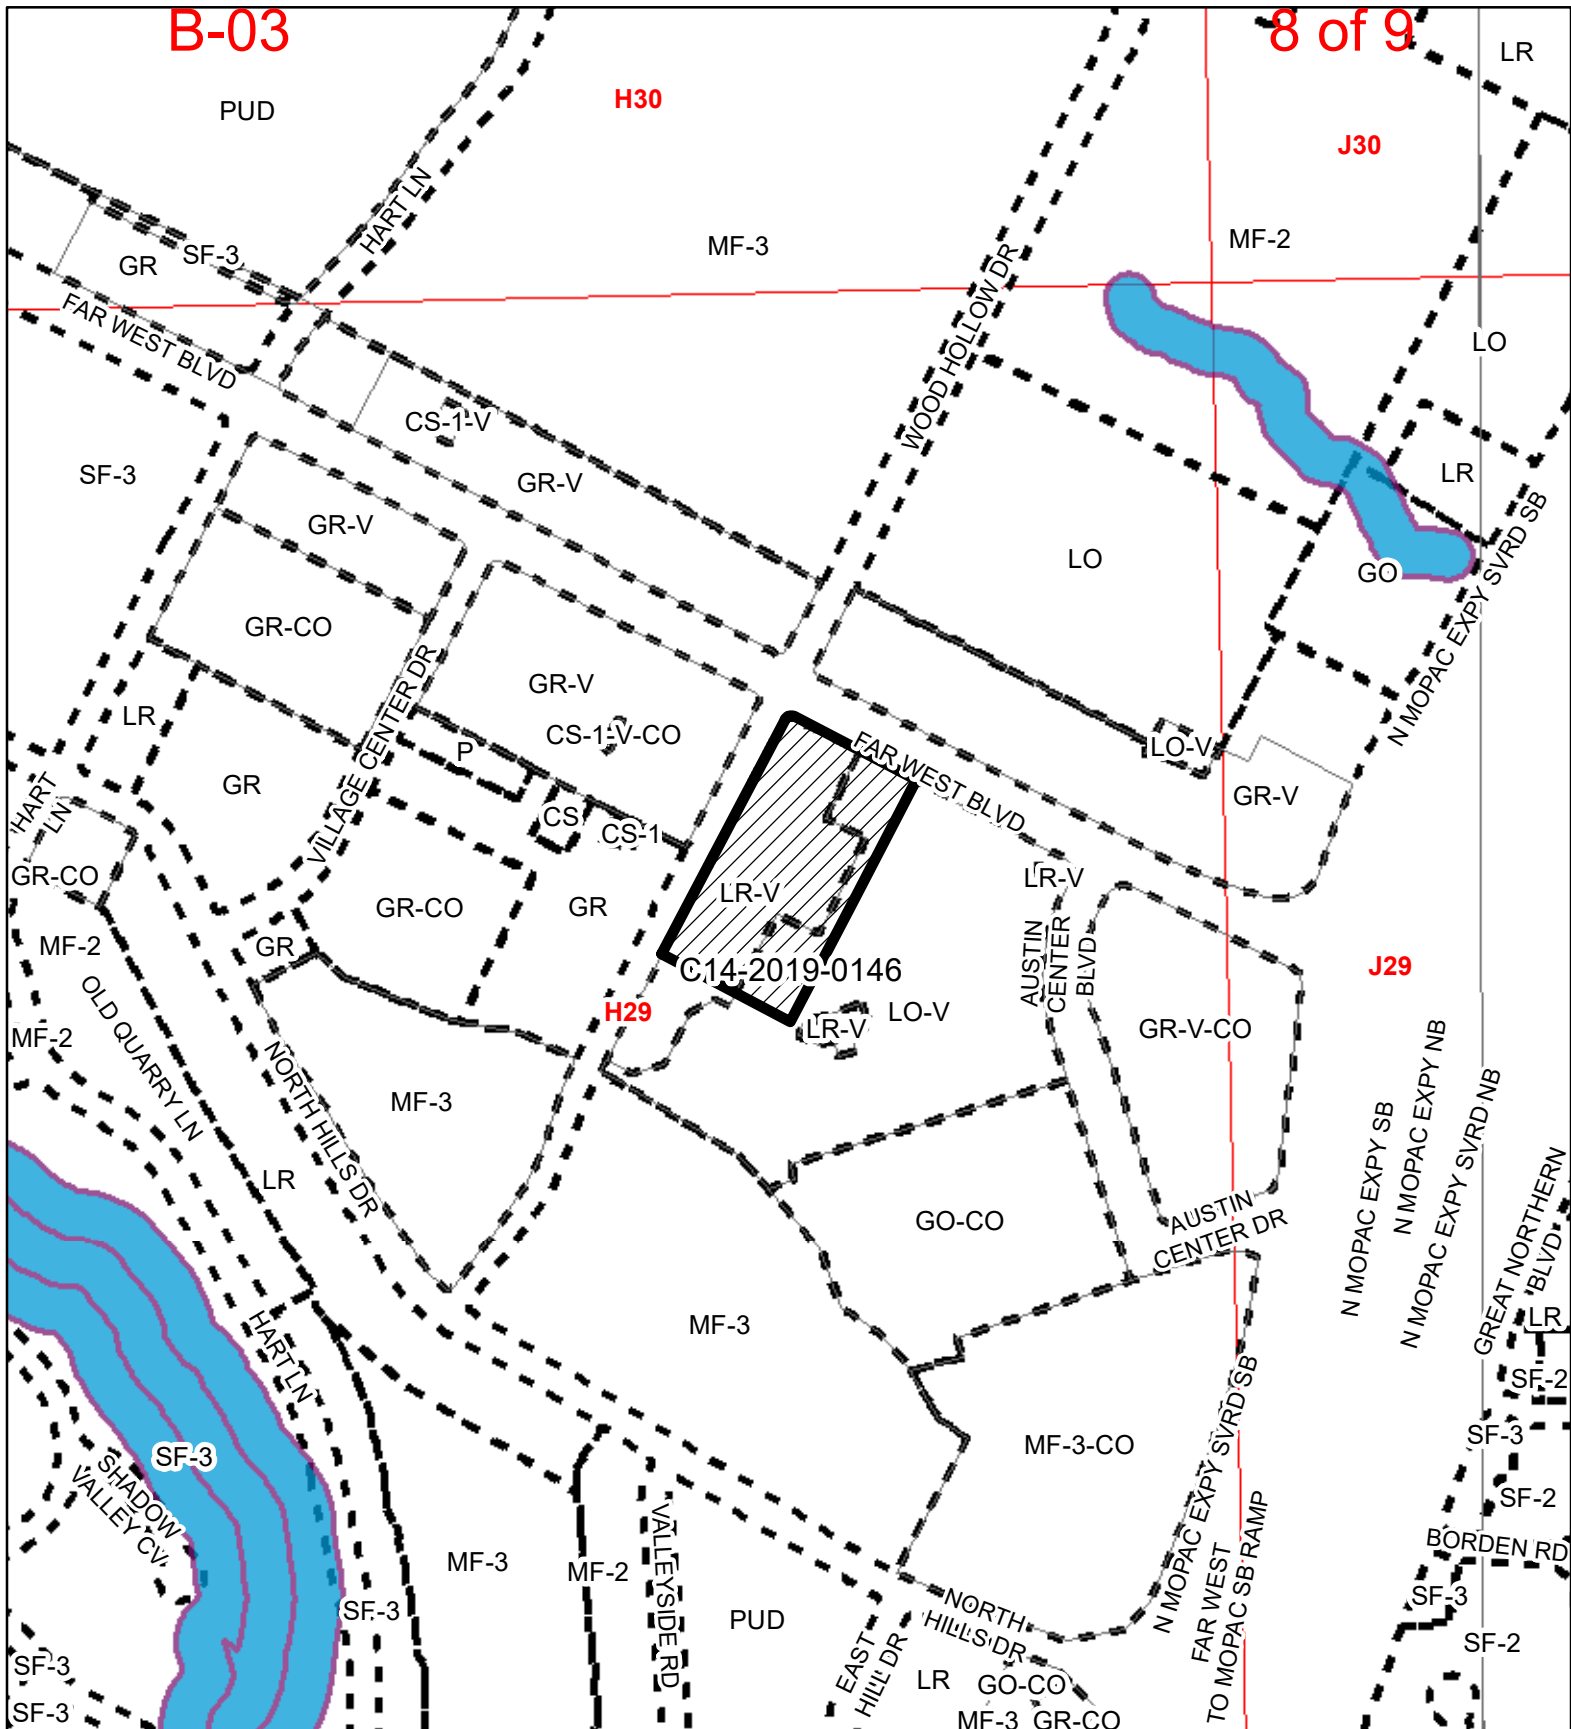 B-03
8 of 9
LR
PUD
H30
J30
HART LN
MF-3
MF-2
SF-3
GR
FAR WEST BLVD
WOOD HOLLOW DR
LO
CS-1-V
SF-3
GR-V
LR
GR-V
LO
GO
N MOPAC EXPY SVRD SB
GR-CO
VILLAGE CENTER DR
GR-V
LR
CS-1-V-CO
P
LO-V
FAR WEST BLVD
GR
GR-V
HART
LN
CS
CS-1
GR-CO
LR-V
LR-V
GR-CO
GR
MF-2
GR
AUSTIN
CENTER
BLVD
J29
C14-2019-0146
OLD QUARRY LN
H29
LO-V
LR-V
GR-V-CO
MF-2
NORTH HILLS DR
MF-3
N MOPAC EXPY SB
N MOPAC EXPY NB
N MOPAC EXPY SVRD NB
LR
GO-CO
AUSTIN
CENTER DR
GREAT NORTHERN
BLVD
HART LN
MF-3
LR
SF-2
SF-3
MF-3-CO
N MOPAC EXPY SVRD SB
SF-3
SHADOW
VALLEY CV
SF-2
BORDEN RD
MF-3
MF-2
VALLEYSIDE RD
FAR WEST
TO MOPAC SB RAMP
SF-3
SF-3
PUD
NORTH
HILLS DR
SF-2
EAST
HILL DR
SF-3
LR
GO-CO
SF-3
MF-3
GR-CO